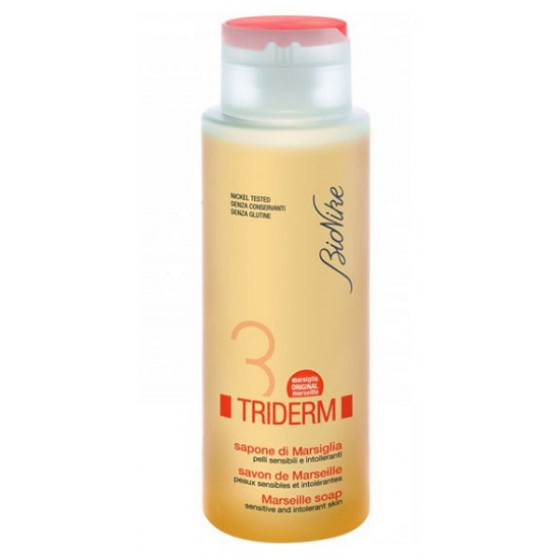 NICKEL TESTED
SENZA CONSERVANTI
SENZA GLUTINE
BioNike
3
marsiglia
ORIGINAL
marseille
TRIDERM
sapone di Marsiglia
pelli sensibili e intolleranti
savon de Marseille
peaux sensibles et intolérantes
Marseille soap
sensitive and intolerant skin